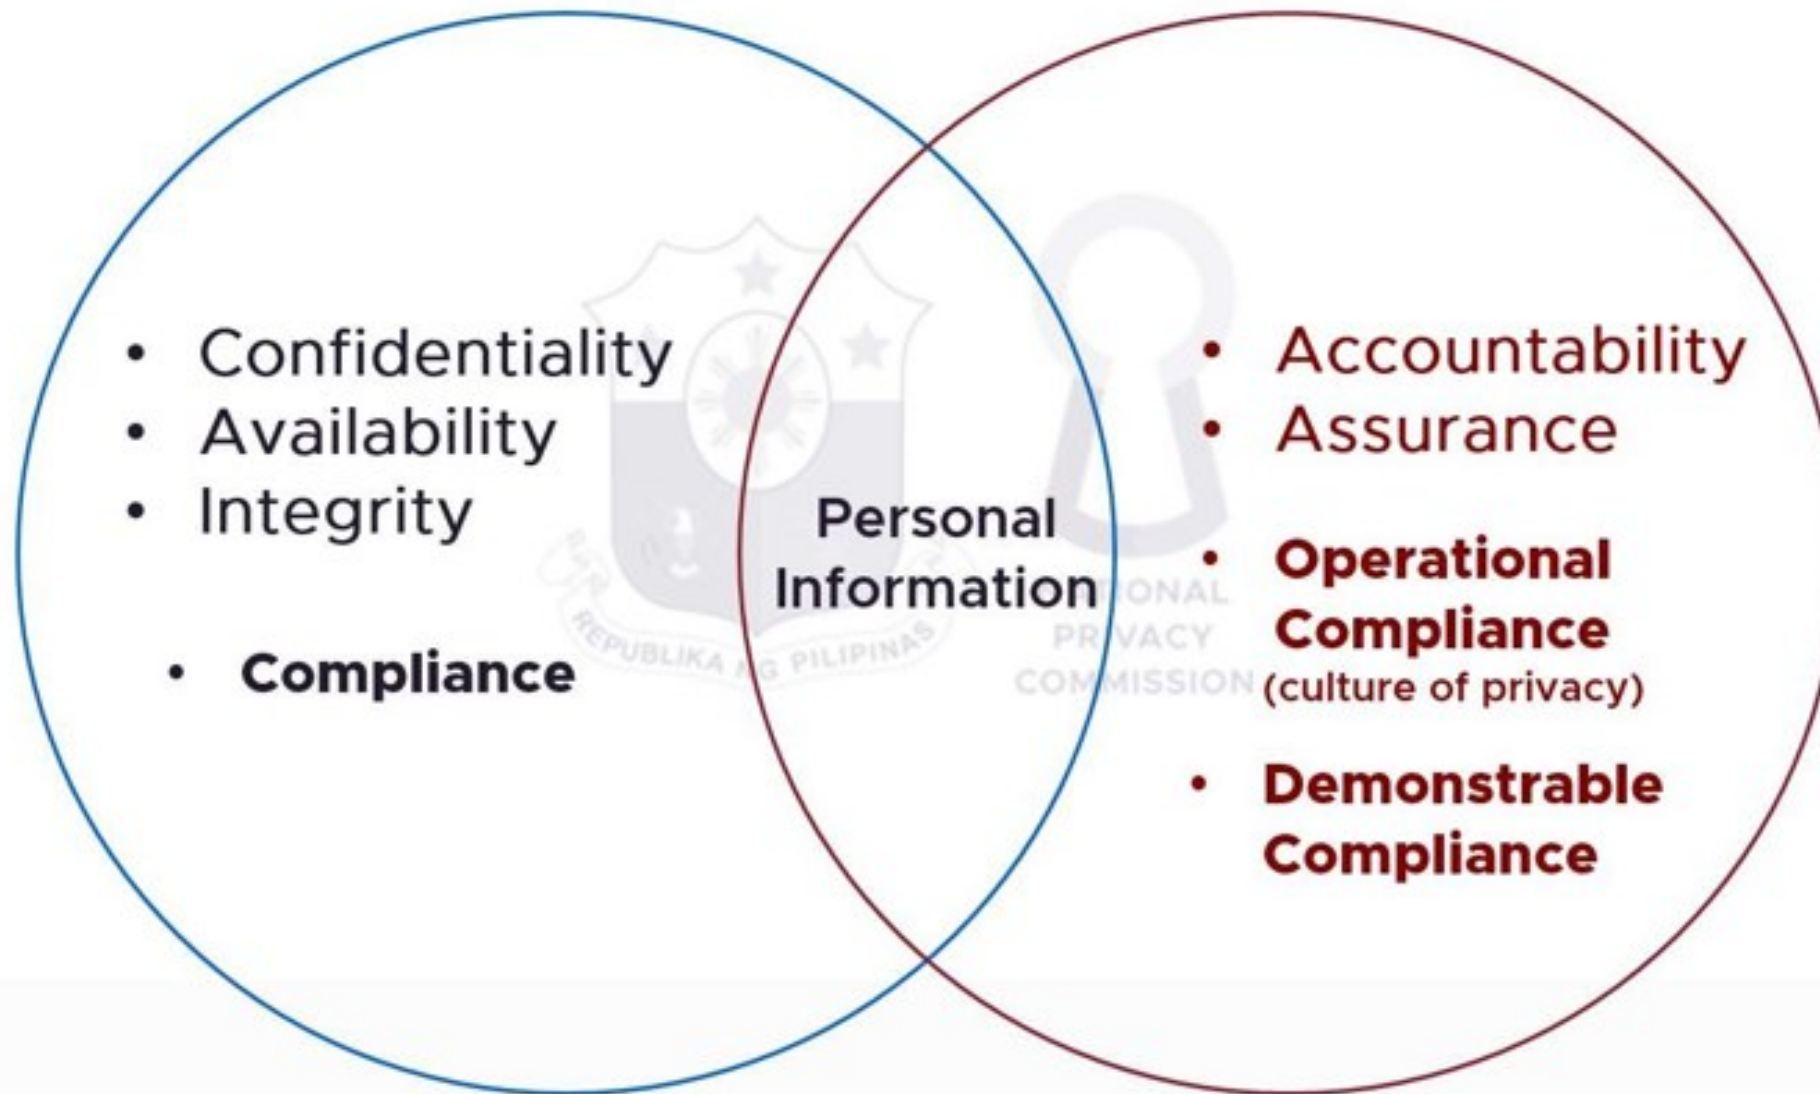 • Confidentiality
• Availability
• Integrity
• Compliance
Personal
Information
• Accountability
• Assurance
• Operational
Compliance
(culture of privacy)
• Demonstrable
Compliance
REPUBLIKA NG PILIPINAS
NATIONAL
PRIVACY
COMMISSION